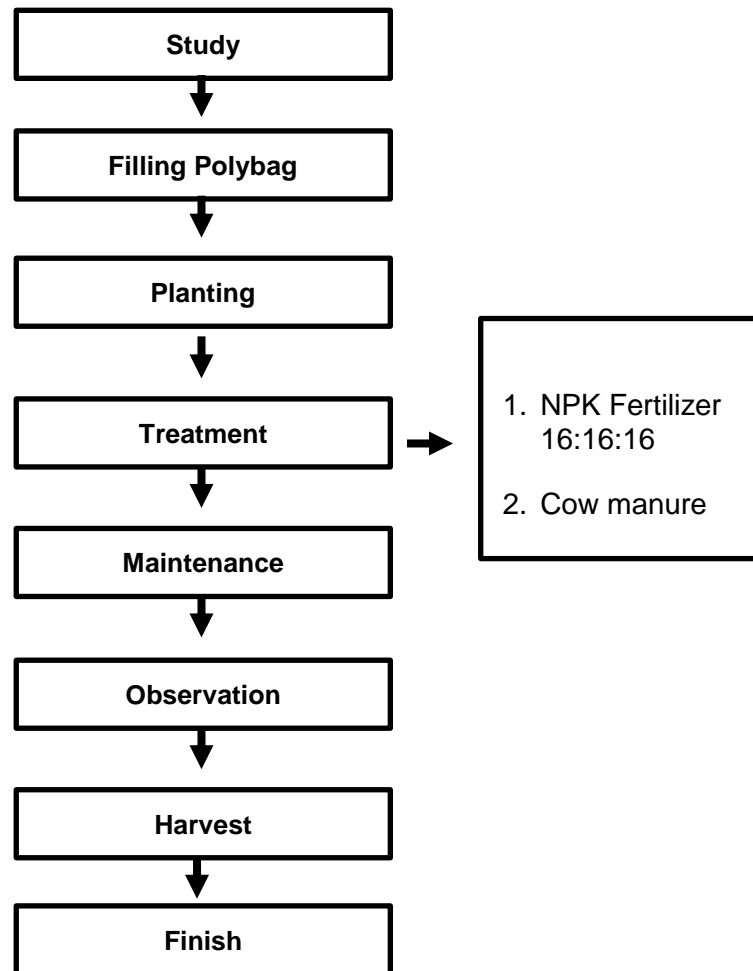 Study
Filling Polybag
Planting
Treatment
1. NPK Fertilizer
16:16:16
2. Cow manure
Maintenance
Observation
Harvest
Finish